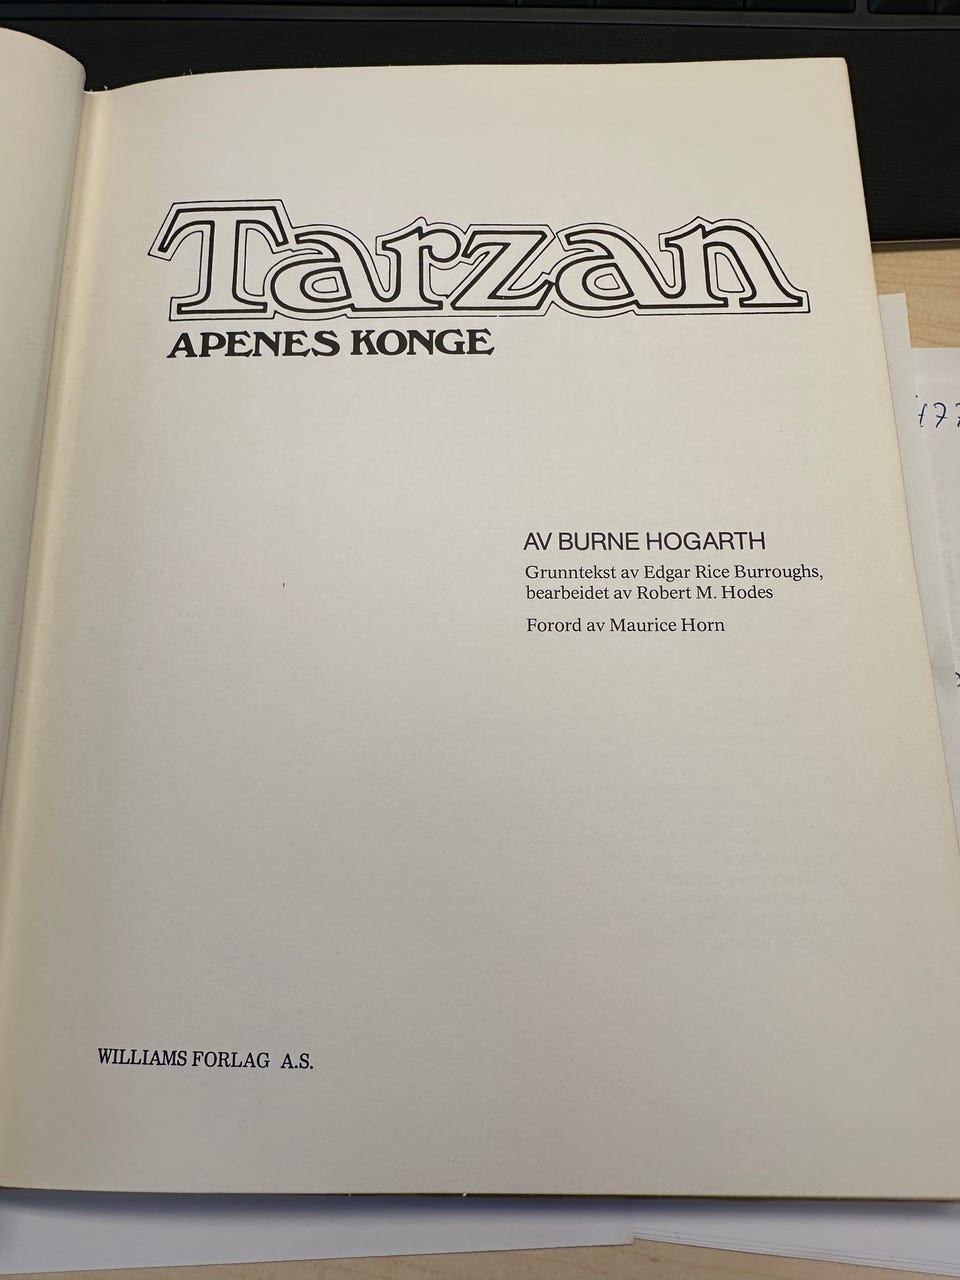 Tarzan
APENES KONGE
AV BURNE HOGARTH
Grunntekst av Edgar Rice Burroughs,
bearbeidet av Robert M. Hodes
Forord av Maurice Horn
WILLIAMS FORLAG A.S.